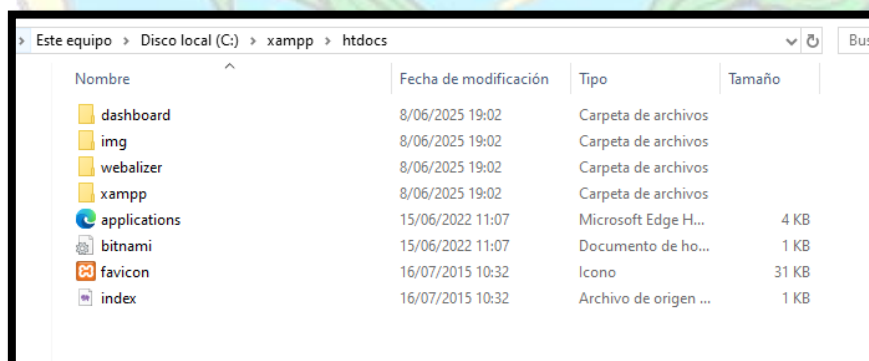 Este equipo > Disco local (C:) > xampp > htdocs
Nombre Fecha de modificación Tipo Tamaño
dashboard 8/06/2025 19:02 Carpeta de archivos
img 8/06/2025 19:02 Carpeta de archivos
webalizer 8/06/2025 19:02 Carpeta de archivos
xampp 8/06/2025 19:02 Carpeta de archivos
applications 15/06/2022 11:07 Microsoft Edge H... 4 KB
bitnami 15/06/2022 11:07 Documento de ho... 1 KB
favicon 16/07/2015 10:32 Icono 31 KB
index 16/07/2015 10:32 Archivo de origen ... 1 KB